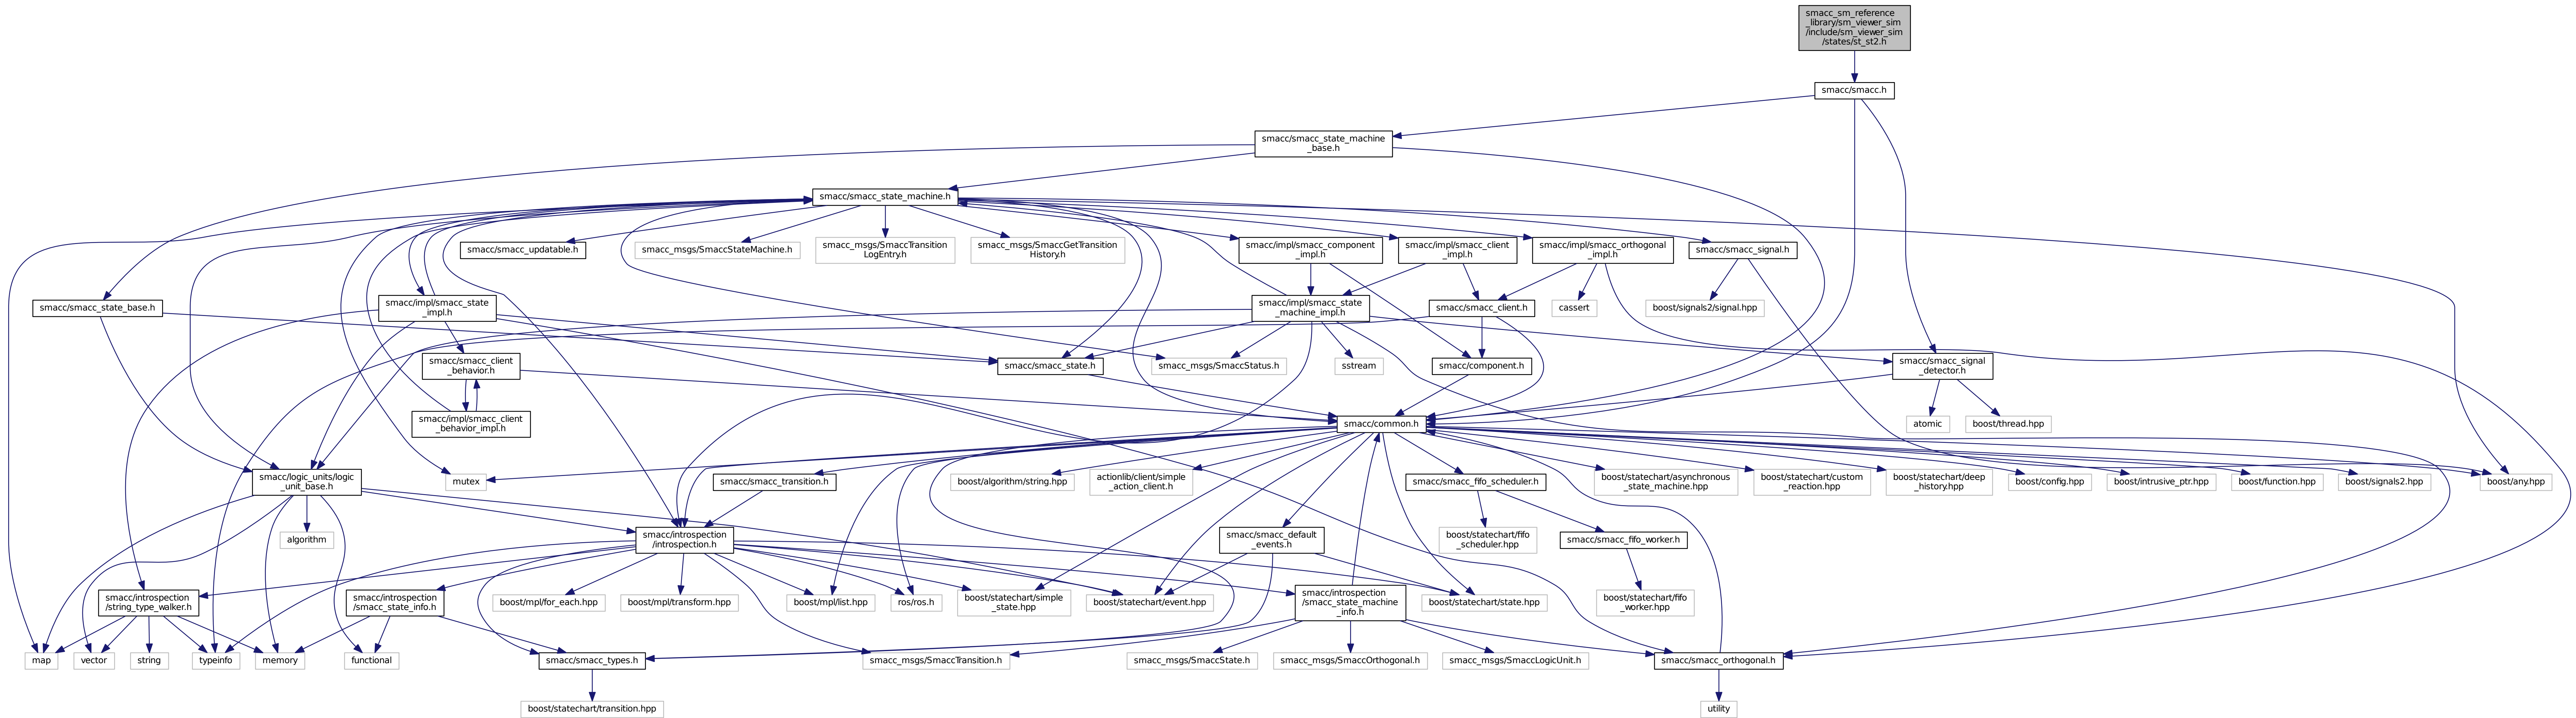 smacc_sm_reference
_library/sm_viewer_sim
/include/sm_viewer_sim
/states/st_st2.h
smacc/smacc.h
smacc/smacc_state_machine
_base.h
smacc/smacc_state_machine.h
smacc/smacc_updatable.h
smacc_msgs/SmaccStateMachine.h
smacc_msgs/SmaccTransition
LogEntry.h
smacc_msgs/SmaccGetTransition
History.h
smacc/impl/smacc_component
_impl.h
smacc/impl/smacc_client
_impl.h
smacc/impl/smacc_orthogonal
_impl.h
smacc/smacc_signal.h
smacc/smacc_state_base.h
smacc/impl/smacc_state
_impl.h
smacc/impl/smacc_state
_machine_impl.h
smacc/smacc_client.h
cassert
boost/signals2/signal.hpp
smacc/smacc_client
_behavior.h
smacc/smacc_state.h
smacc_msgs/SmaccStatus.h
sstream
smacc/component.h
smacc/smacc_signal
_detector.h
smacc/impl/smacc_client
_behavior_impl.h
smacc/common.h
atomic
boost/thread.hpp
smacc/logic_units/logic
_unit_base.h
mutex
smacc/smacc_transition.h
boost/algorithm/string.hpp
actionlib/client/simple
_action_client.h
smacc/smacc_fifo_scheduler.h
boost/statechart/asynchronous
_state_machine.hpp
boost/statechart/custom
_reaction.hpp
boost/statechart/deep
_history.hpp
boost/config.hpp
boost/intrusive_ptr.hpp
boost/function.hpp
boost/signals2.hpp
boost/any.hpp
algorithm
smacc/introspection
/introspection.h
smacc/smacc_default
_events.h
boost/statechart/fifo
_scheduler.hpp
smacc/smacc_fifo_worker.h
smacc/introspection
/string_type_walker.h
smacc/introspection
/smacc_state_info.h
boost/mpl/for_each.hpp
boost/mpl/transform.hpp
boost/mpl/list.hpp
ros/ros.h
boost/statechart/simple
_state.hpp
boost/statechart/event.hpp
smacc/introspection
/smacc_state_machine
_info.h
boost/statechart/state.hpp
boost/statechart/fifo
_worker.hpp
map
vector
string
typeinfo
memory
functional
smacc/smacc_types.h
smacc_msgs/SmaccTransition.h
smacc_msgs/SmaccState.h
smacc_msgs/SmaccOrthogonal.h
smacc_msgs/SmaccLogicUnit.h
smacc/smacc_orthogonal.h
boost/statechart/transition.hpp
utility